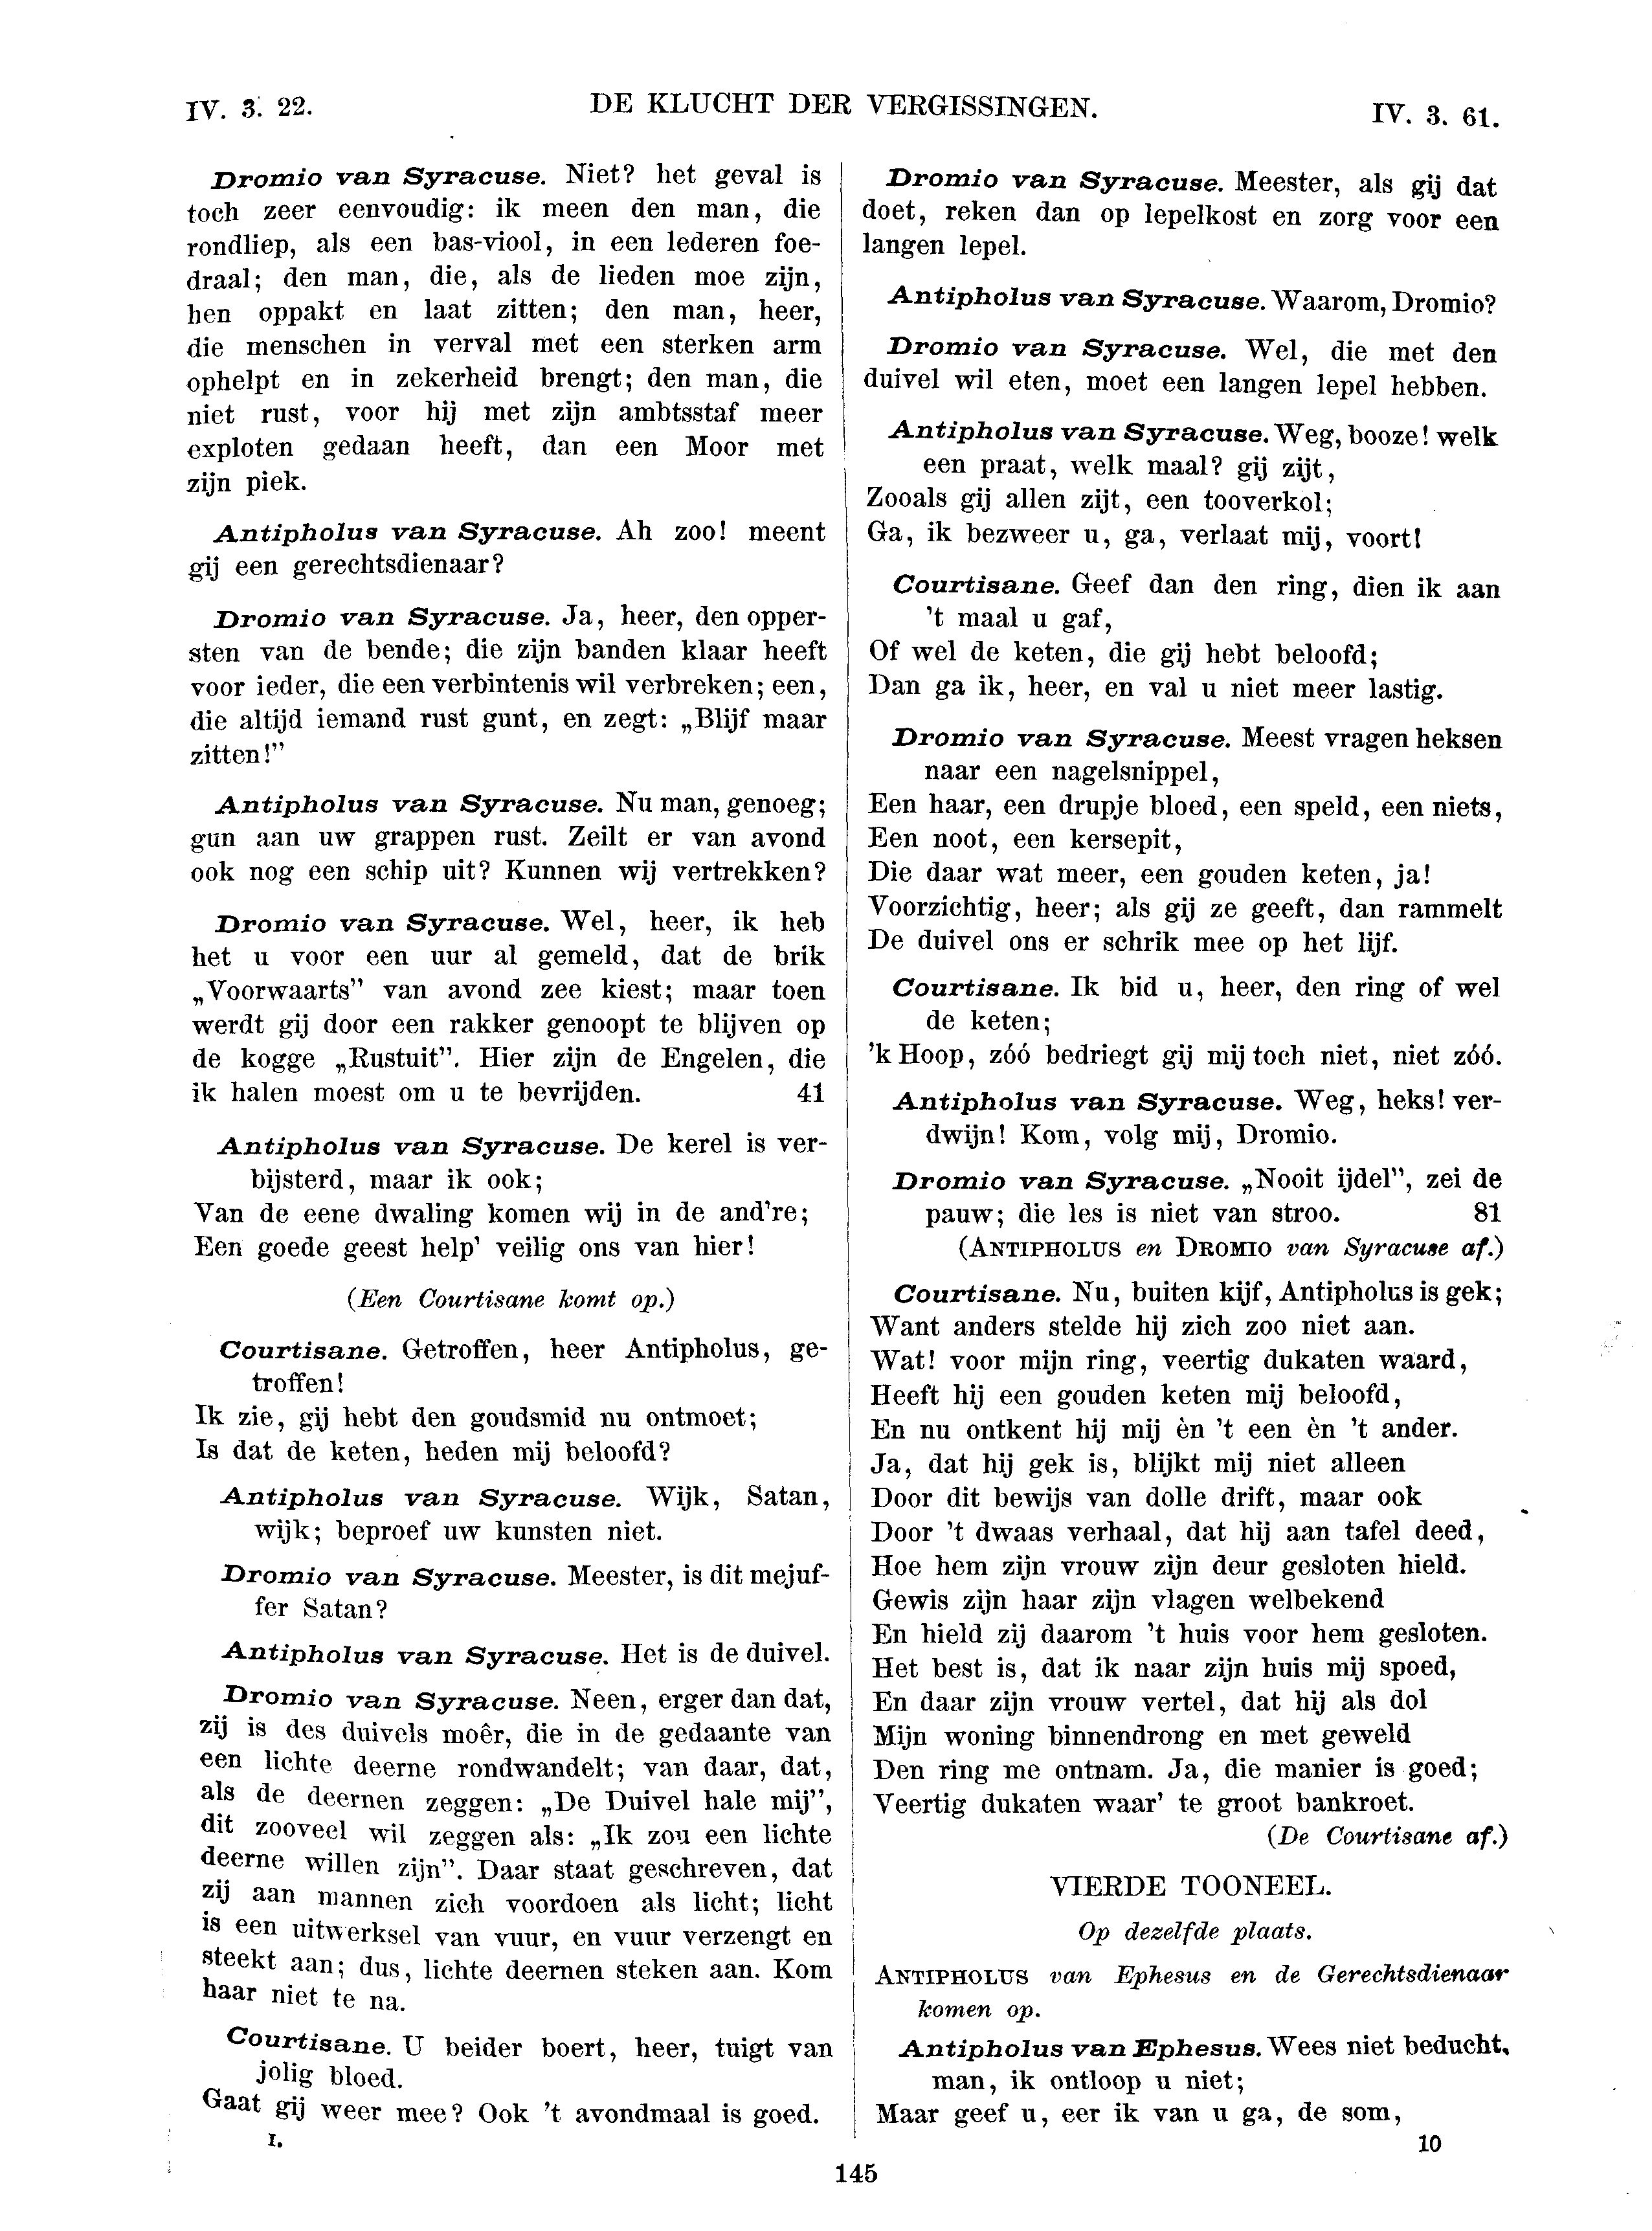 IV. 3. 22.
DE KLUCHT DER VERGISSINGEN.
IV. 3. 61.
Dromio van Syracuse. Niet? het geval is
toch zeer eenvoudig: ik meen den man, die
rondliep, als een bas-viool, in een lederen foe-
draal; den man, die, als de lieden moe zijn,
hen oppakt en laat zitten; den man, heer,
die menschen in verval met een sterken arm
ophelpt en in zekerheid brengt; den man, die
niet rust, voor hij met zijn ambtsstaf meer
exploten gedaan heeft, dan een Moor met
zijn piek.
Antipholus van Syracuse. Ah zoo! meent
gij een gerechtsdienaar?
Dromio van Syracuse. Ja, heer, den opper-
sten van de bende; die zijn banden klaar heeft
voor ieder, die een verbintenis wil verbreken; een,
die altijd iemand rust gunt, en zegt: „Blijf maar
zitten!”
Antipholus van Syracuse. Nu man, genoeg;
gun aan uw grappen rust. Zeilt er van avond
ook nog een schip uit? Kunnen wij vertrekken?
Dromio van Syracuse. Wel, heer, ik heb
het u voor een uur al gemeld, dat de brik
„Voorwaarts” van avond zee kiest; maar toen
werdt gij door een rakker genoopt te blijven op
de kogge „Rustuit”. Hier zijn de Engelen, die
ik halen moest om u te bevrijden. 41
Antipholus van Syracuse. De kerel is ver-
bijsterd, maar ik ook;
Van de eene dwaling komen wij in de and're;
Een goede geest help' veilig ons van hier!
(Een Courtisane komt op.)
Courtisane. Getroffen, heer Antipholus, ge-
troffen!
Ik zie, gij hebt den goudsmid nu ontmoet;
Is dat de keten, heden mij beloofd?
Antipholus van Syracuse. Wijk, Satan,
wijk; beproef uw kunsten niet.
Dromio van Syracuse. Meester, is dit mejuf-
fer Satan?
Antipholus van Syracuse. Het is de duivel.
Dromio van Syracuse. Neen, erger dan dat,
zij is des duivels moêr, die in de gedaante van
een lichte deerne rondwandelt; van daar, dat,
als de deernen zeggen: „De Duivel hale mij”,
dit zooveel wil zeggen als: „Ik zou een lichte
deerne willen zijn”. Daar staat geschreven, dat
zij aan mannen zich voordoen als licht; licht
is een uitwerksel van vuur, en vuur verzengt en
steekt aan; dus, lichte deernen steken aan. Kom
haar niet te na.
Courtisane. U beider boert, heer, tuigt van
jolig bloed.
Gaat gij weer mee? Ook 't avondmaal is goed.
I.
Dromio van Syracuse. Meester, als gij dat
doet, reken dan op lepelkost en zorg voor een
langen lepel.
Antipholus van Syracuse. Waarom, Dromio?
Dromio van Syracuse. Wel, die met den
duivel wil eten, moet een langen lepel hebben.
Antipholus van Syracuse. Weg, booze! welk
een praat, welk maal? gij zijt,
Zooals gij allen zijt, een tooverkol;
Ga, ik bezweer u, ga, verlaat mij, voort!
Courtisane. Geef dan den ring, dien ik aan
't maal u gaf,
Of wel de keten, die gij hebt beloofd;
Dan ga ik, heer, en val u niet meer lastig.
Dromio van Syracuse. Meest vragen heksen
naar een nagelsnippel,
Een haar, een drupje bloed, een speld, een niets,
Een noot, een kersepit,
Die daar wat meer, een gouden keten, ja!
Voorzichtig, heer; als gij ze geeft, dan rammelt
De duivel ons er schrik mee op het lijf.
Courtisane. Ik bid u, heer, den ring of wel
de keten;
'k Hoop, zóó bedriegt gij mij toch niet, niet zóó.
Antipholus van Syracuse. Weg, heks! ver-
dwijn! Kom, volg mij, Dromio.
Dromio van Syracuse. „Nooit ijdel”, zei de
pauw; die les is niet van stroo. 81
(ANTIPHOLUS en DROMIO van Syracuse af.)
Courtisane. Nu, buiten kijf, Antipholus is gek;
Want anders stelde hij zich zoo niet aan.
Wat! voor mijn ring, veertig dukaten waard,
Heeft hij een gouden keten mij beloofd,
En nu ontkent hij mij èn 't een èn 't ander.
Ja, dat hij gek is, blijkt mij niet alleen
Door dit bewijs van dolle drift, maar ook
Door 't dwaas verhaal, dat hij aan tafel deed,
Hoe hem zijn vrouw zijn deur gesloten hield.
Gewis zijn haar zijn vlagen welbekend
En hield zij daarom 't huis voor hem gesloten.
Het best is, dat ik naar zijn huis mij spoed,
En daar zijn vrouw vertel, dat hij als dol
Mijn woning binnendrong en met geweld
Den ring me ontnam. Ja, die manier is goed;
Veertig dukaten waar' te groot bankroet.
(De Courtisane af.)
VIERDE TOONEEL.
Op dezelfde plaats.
ANTIPHOLUS van Ephesus en de Gerechtsdienaar
komen op.
Antipholus van Ephesus. Wees niet beducht,
man, ik ontloop u niet;
Maar geef u, eer ik van u ga, de som,
10
145